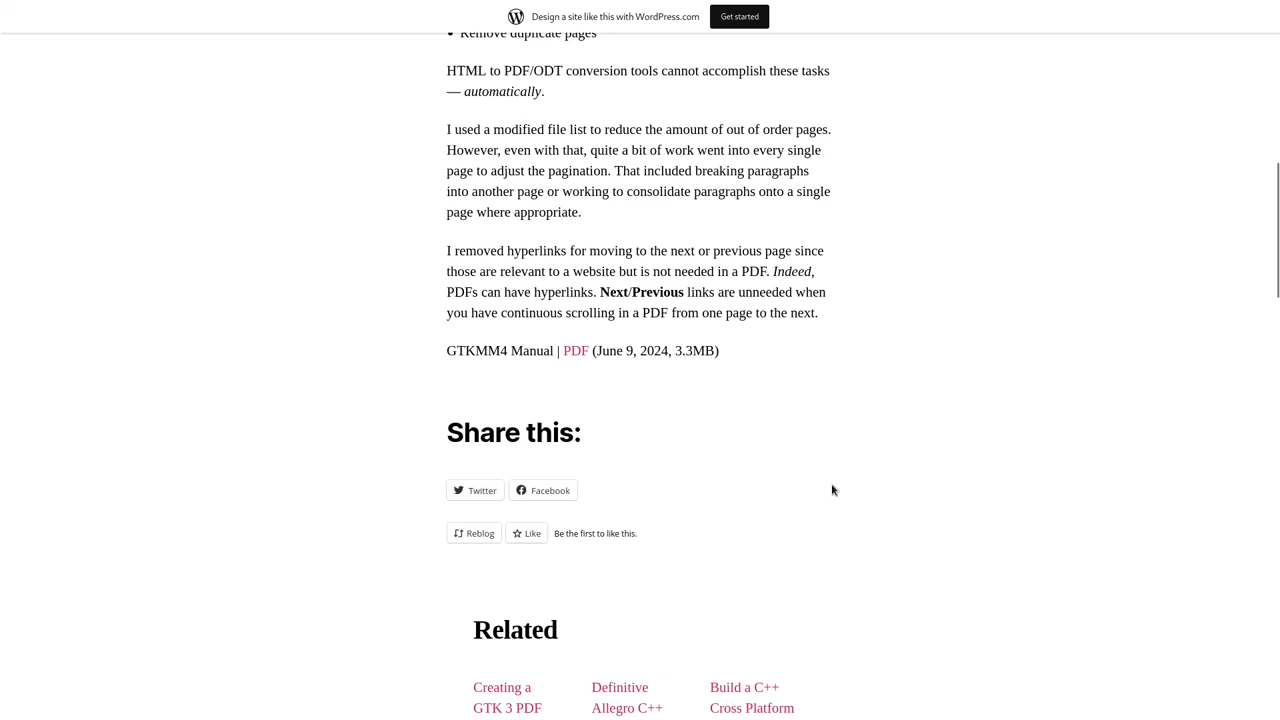 Design a site like this with WordPress.com
Get started
• Remove duplicate pages
HTML to PDF/ODT conversion tools cannot accomplish these tasks
— automatically.
I used a modified file list to reduce the amount of out of order pages.
However, even with that, quite a bit of work went into every single
page to adjust the pagination. That included breaking paragraphs
into another page or working to consolidate paragraphs onto a single
page where appropriate.
I removed hyperlinks for moving to the next or previous page since
those are relevant to a website but is not needed in a PDF. Indeed,
PDFs can have hyperlinks. Next/Previous links are unneeded when
you have continuous scrolling in a PDF from one page to the next.
GTKMM4 Manual | PDF (June 9, 2024, 3.3MB)
Share this:
Twitter Facebook
Reblog Like Be the first to like this.
Related
Creating a
GTK 3 PDF
Definitive
Allegro C++
Build a C++
Cross Platform